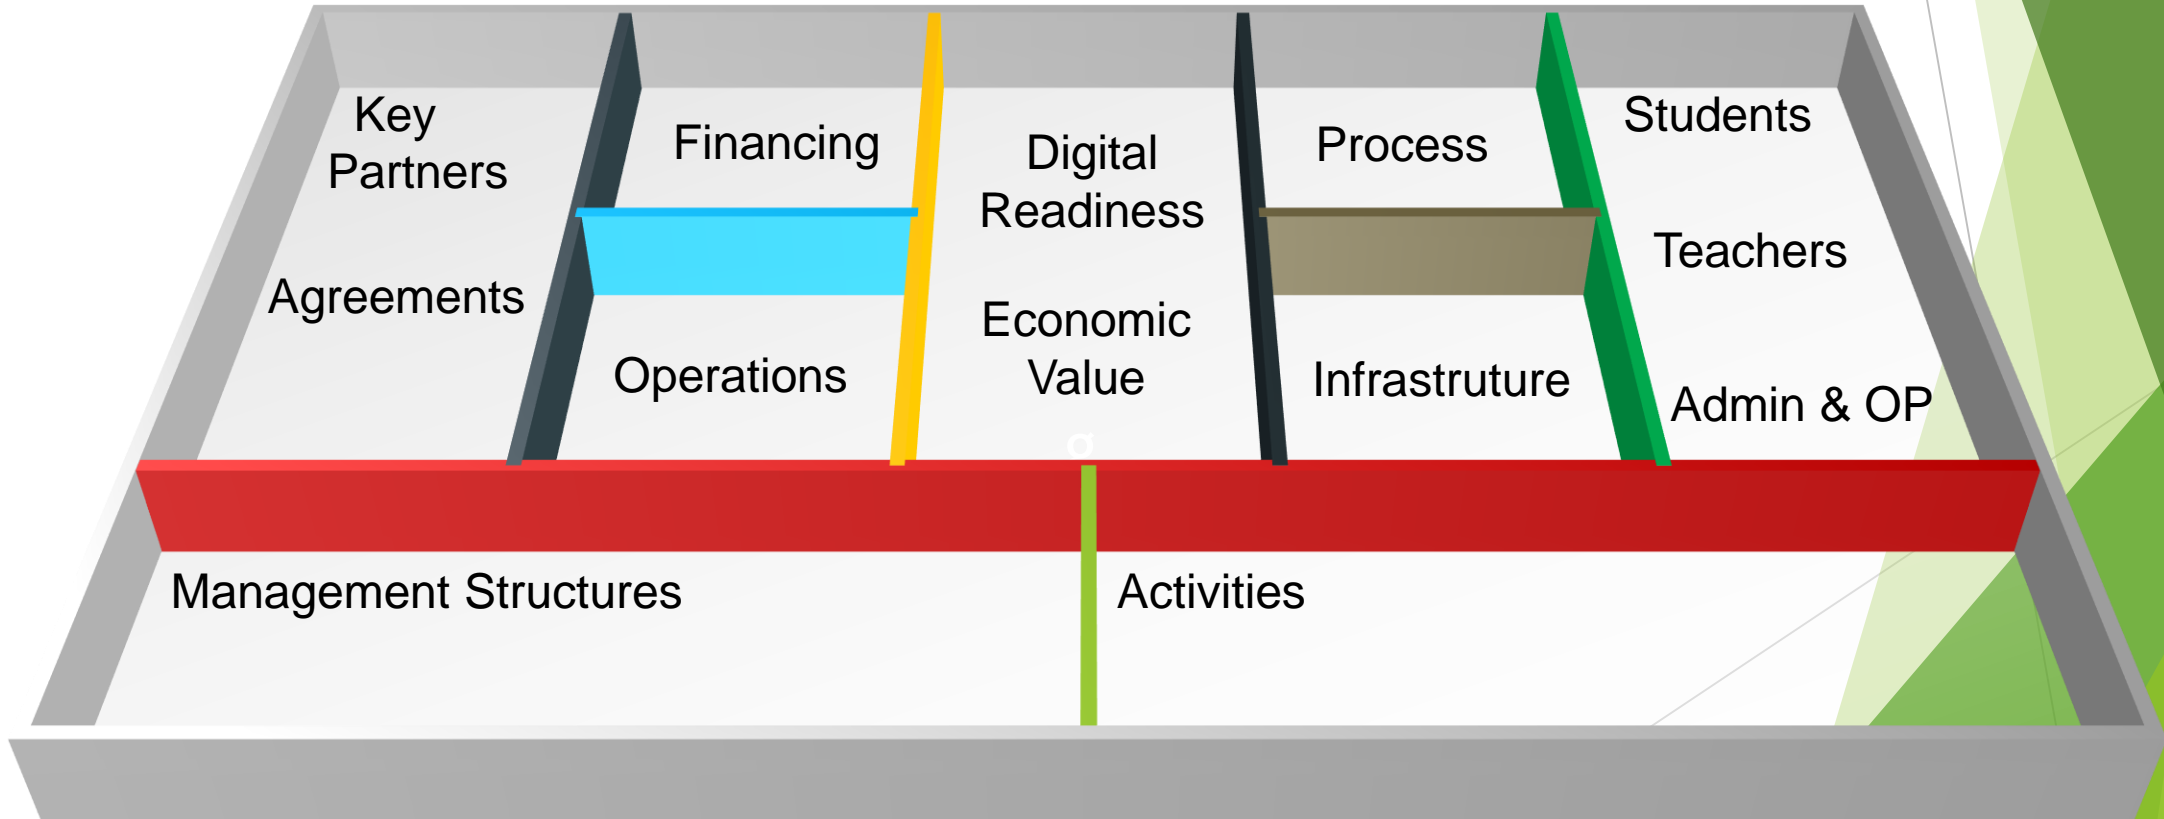 Key
Partners
Agreements
Financing
Operations
Digital
Readiness
Economic
Value
g
Process
Infrastruture
Students
Teachers
Admin & OP
Management Structures
Activities